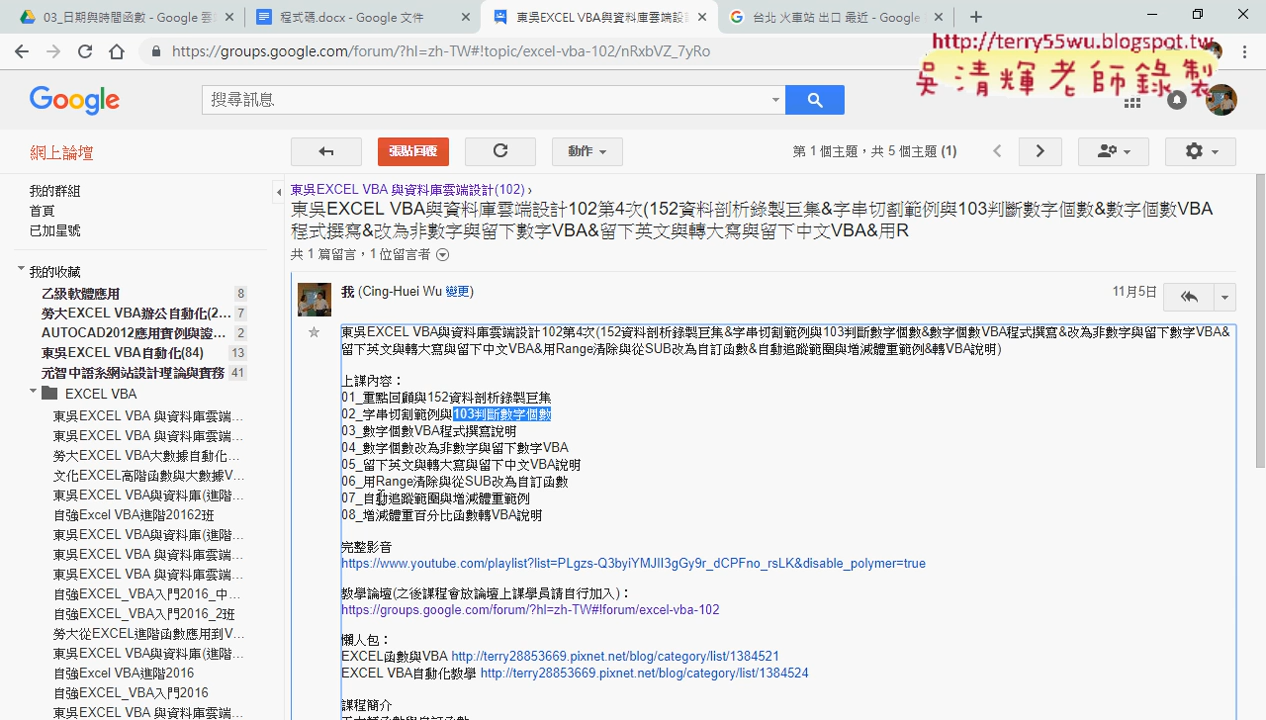 03_日期與時間函數 - Google 雲
程式碼.docx - Google 文件
東吳EXCEL VBA與資料庫雲端設
台北 火車站 出口 最近 - Google
https://groups.google.com/forum/?hl=zh-TW#!topic/excel-vba-102/nRxbVZ_7yRo
http://terry55wu.blogspot.tw
吳清輝老師錄製
Google
搜尋訊息
網上論壇
張貼回覆
動作
第 1 個主題，共 5 個主題 (1)
我的群組
首頁
已加星號
我的收藏
乙級軟體應用 8
勞大EXCEL VBA辦公自動化(2... 7
AUTOCAD2012應用實例與證... 2
東吳EXCEL VBA自動化(84) 13
元智中語系網站設計理論與實務 41
EXCEL VBA
東吳EXCEL VBA 與資料庫雲端...
東吳EXCEL VBA 與資料庫雲端...
勞大EXCEL VBA大數據自動化...
文化EXCEL高階函數與大數據V...
東吳EXCEL VBA與資料庫(進階...
自強Excel VBA進階20162班
東吳EXCEL VBA與資料庫(進階...
東吳EXCEL VBA與資料庫雲端...
東吳EXCEL VBA與資料庫雲端...
自強EXCEL_VBA入門2016_中...
自強EXCEL_VBA入門2016_2班
勞大從EXCEL進階函數應用到V...
東吳EXCEL VBA與資料庫(進階...
自強Excel VBA進階2016
自強EXCEL_VBA入門2016
東吳EXCEL VBA與資料庫雲端...
東吳EXCEL VBA 與資料庫雲端設計(102) ›
東吳EXCEL VBA與資料庫雲端設計102第4次(152資料剖析錄製巨集&字串切割範例與103判斷數字個數&數字個數VBA
程式撰寫&改為非數字與留下數字VBA&留下英文與轉大寫與留下中文VBA&用R
共 1 篇留言，1 位留言者
我 (Cing-Huei Wu 變更)
11月5日
東吳EXCEL VBA與資料庫雲端設計102第4次(152資料剖析錄製巨集&字串切割範例與103判斷數字個數&數字個數VBA程式撰寫&改為非數字與留下數字VBA&
留下英文與轉大寫與留下中文VBA&用Range清除與從SUB改為自訂函數&自動追蹤範圍與增減體重範例&轉VBA說明)
上課內容：
01_重點回顧與152資料剖析錄製巨集
02_字串切割範例與103判斷數字個數
03_數字個數VBA程式撰寫說明
04_數字個數改為非數字與留下數字VBA
05_留下英文與轉大寫與留下中文VBA說明
06_用Range清除與從SUB改為自訂函數
07_自動追蹤範圍與增減體重範例
08_增減體重百分比函數轉VBA說明
完整影音
https://www.youtube.com/playlist?list=PLgzs-Q3byiYMJlI3gGy9r_dCPFno_rsLK&disable_polymer=true
教學論壇(之後課程會放論壇上課學員請自行加入)：
https://groups.google.com/forum/?hl=zh-TW#!forum/excel-vba-102
懶人包：
EXCEL函數與VBA http://terry28853669.pixnet.net/blog/category/list/1384521
EXCEL VBA自動化教學 http://terry28853669.pixnet.net/blog/category/list/1384524
課程簡介